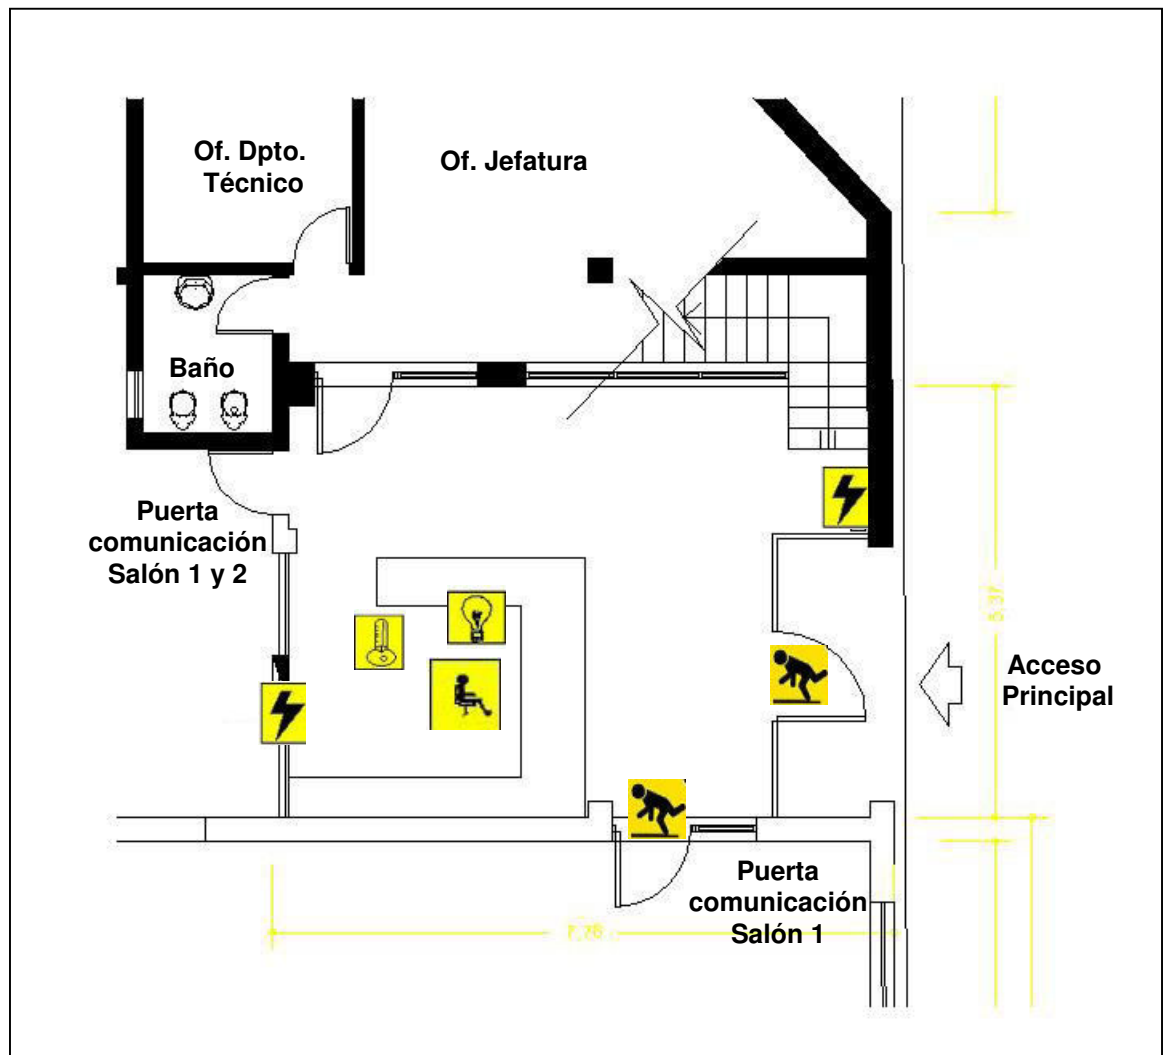 Of. Dpto.
Técnico
Of. Jefatura
Baño
Puerta
comunicación
Salón 1 y 2
Acceso
Principal
Puerta
comunicación
Salón 1